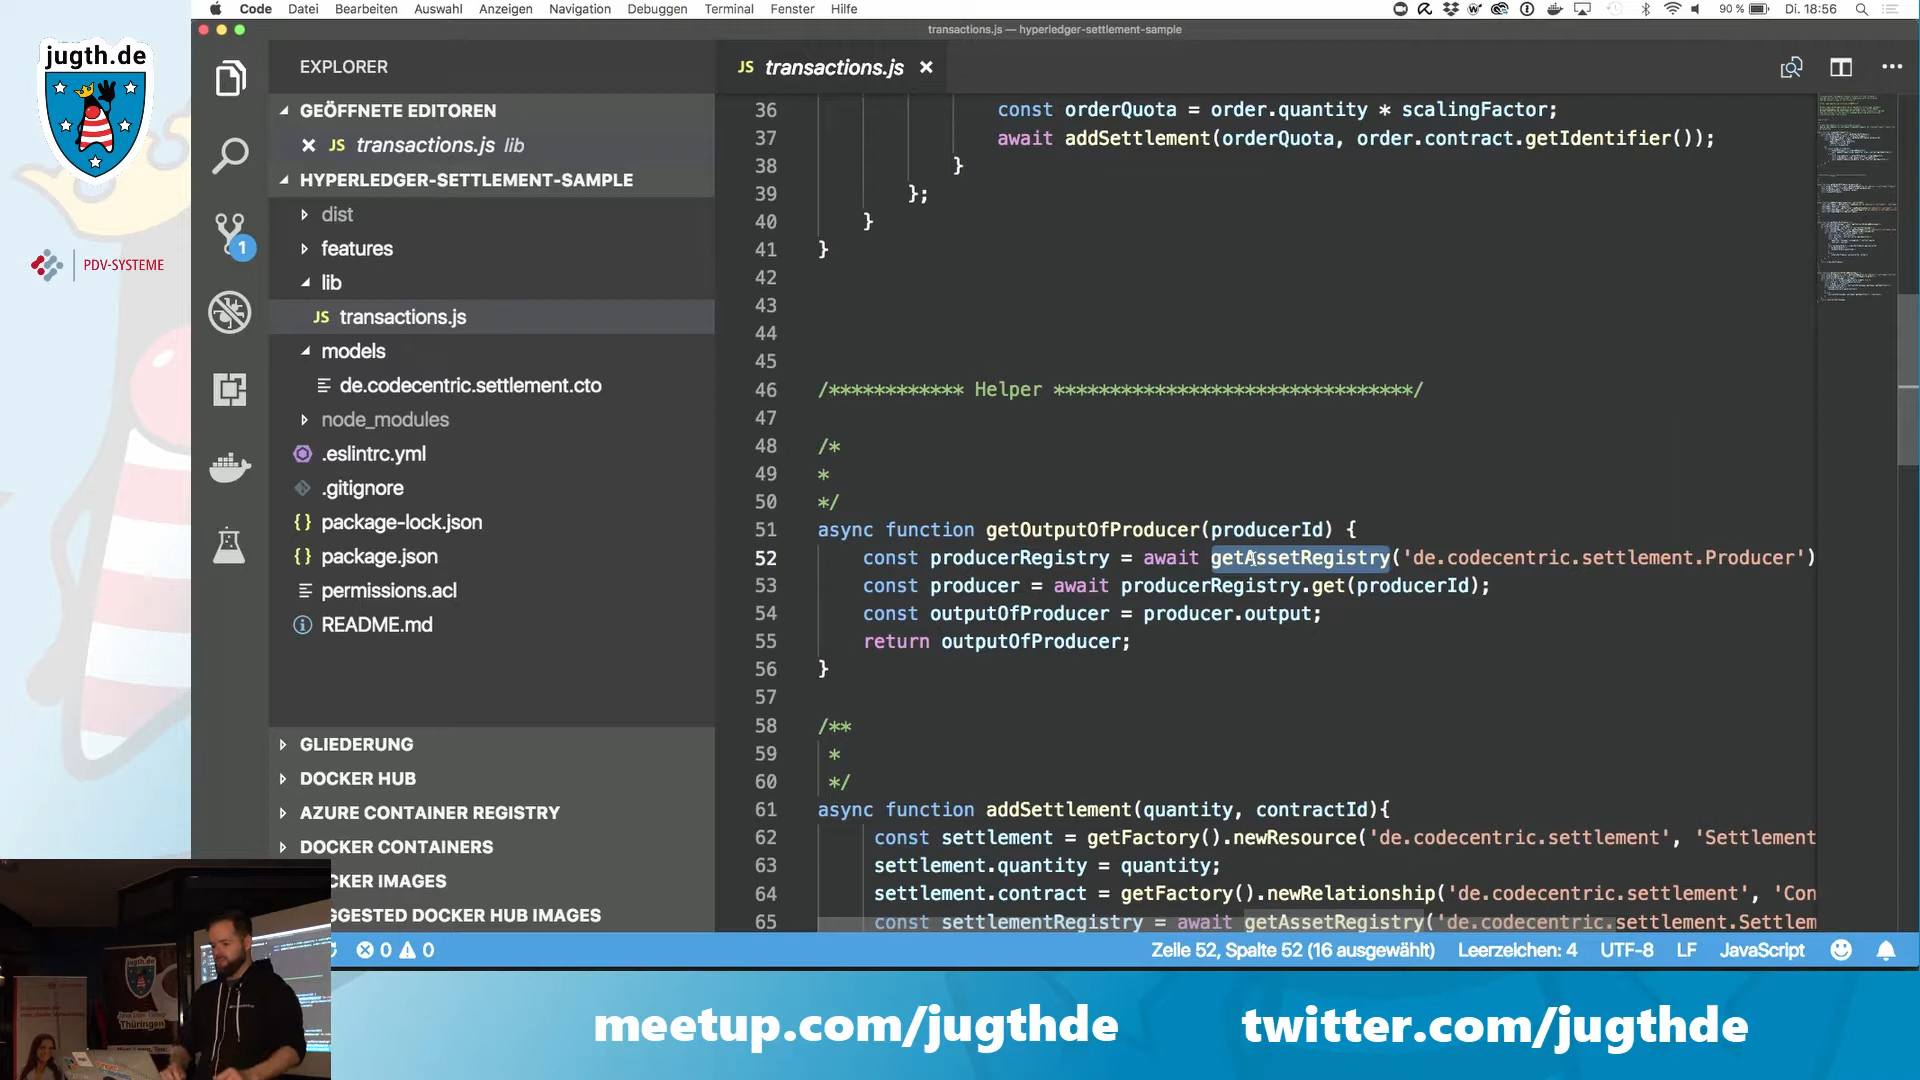 Code Datei Bearbeiten Auswahl Anzeigen Navigation Debuggen Terminal Fenster Hilfe 90 % Di. 18:56
transactions.js — hyperledger-settlement-sample
jugth.de
PDV-SYSTEME
EXPLORER
GEÖFFNETE EDITOREN
JS transactions.js lib
HYPERLEDGER-SETTLEMENT-SAMPLE
dist
features
lib
JS transactions.js
models
de.codecentric.settlement.cto
node_modules
.eslintrc.yml
.gitignore
{} package-lock.json
{} package.json
permissions.acl
README.md
1
GLIEDERUNG
DOCKER HUB
AZURE CONTAINER REGISTRY
DOCKER CONTAINERS
CKER IMAGES
GGESTED DOCKER HUB IMAGES
JS transactions.js
36 const orderQuota = order.quantity * scalingFactor;
37 await addSettlement(orderQuota, order.contract.getIdentifier());
38 }
39 };
40 }
41 }
42
43
44
45
46 /************ Helper ********************************/
47
48 /*
49 *
50 */
51 async function getOutputOfProducer(producerId) {
52 const producerRegistry = await getAssetRegistry('de.codecentric.settlement.Producer')
53 const producer = await producerRegistry.get(producerId);
54 const outputOfProducer = producer.output;
55 return outputOfProducer;
56 }
57
58 /**
59 *
60 */
61 async function addSettlement(quantity, contractId){
62 const settlement = getFactory().newResource('de.codecentric.settlement', 'Settlement
63 settlement.quantity = quantity;
64 settlement.contract = getFactory().newRelationship('de.codecentric.settlement', 'Con
65 const settlementRegistry = await getAssetRegistry('de.codecentric.settlement.Settlem
0 0 Zeile 52, Spalte 52 (16 ausgewählt) Leerzeichen: 4 UTF-8 LF JavaScript
jugth.de
Thüringen
meetup.com/jugthde twitter.com/jugthde